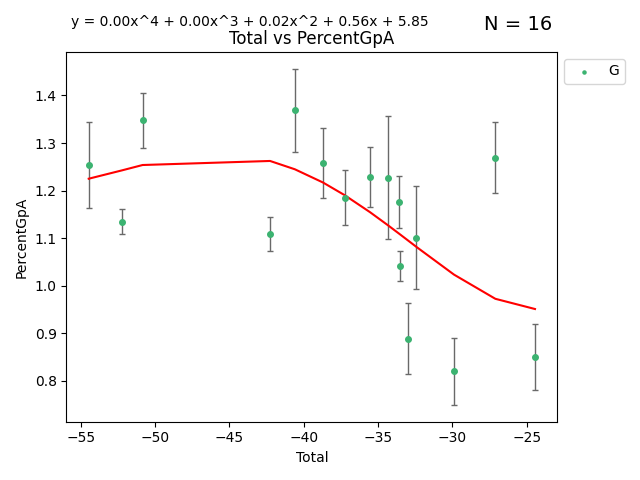 y = 0.00x^4 + 0.00x^3 + 0.02x^2 + 0.56x + 5.85
N = 16
Total vs PercentGpA
G
PercentGpA
1.4
1.3
1.2
1.1
1.0
0.9
0.8
−55 −50 −45 −40 −35 −30 −25
Total